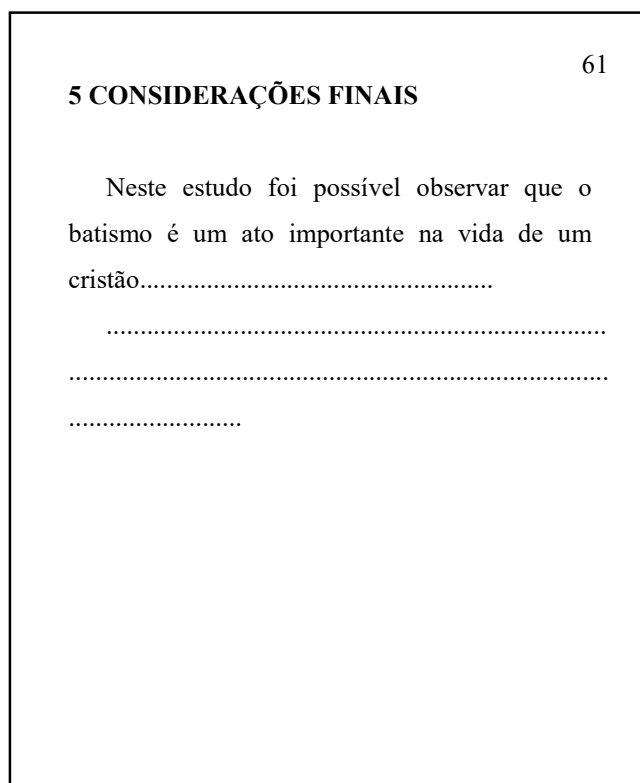 61
5 CONSIDERAÇÕES FINAIS
Neste estudo foi possível observar que o
batismo é um ato importante na vida de um
cristão.....................................................
...........................................................................
.................................................................................
..........................